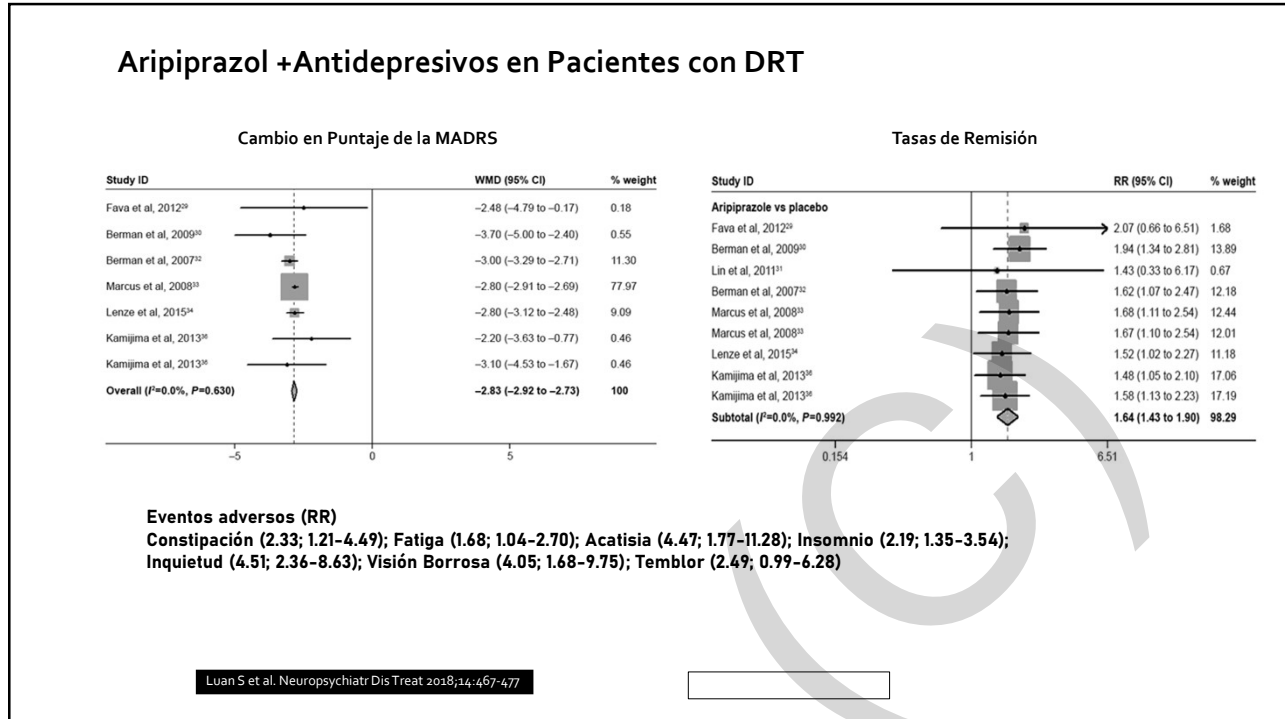 Aripiprazol +Antidepresivos en Pacientes con DRT
Cambio en Puntaje de la MADRS
Study ID WMD (95% CI) % weight
Fava et al, 2012²⁹ −2.48 (−4.79 to −0.17) 0.18
Berman et al, 2009³⁰ −3.70 (−5.00 to −2.40) 0.55
Berman et al, 2007³² −3.00 (−3.29 to −2.71) 11.30
Marcus et al, 2008³³ −2.80 (−2.91 to −2.69) 77.97
Lenze et al, 2015³⁴ −2.80 (−3.12 to −2.48) 9.09
Kamijima et al, 2013³⁶ −2.20 (−3.63 to −0.77) 0.46
Kamijima et al, 2013³⁶ −3.10 (−4.53 to −1.67) 0.46
Overall (I²=0.0%, P=0.630) −2.83 (−2.92 to −2.73) 100
−5 0 5
Tasas de Remisión
Study ID RR (95% CI) % weight
Aripiprazole vs placebo
Fava et al, 2012²⁹ 2.07 (0.66 to 6.51) 1.68
Berman et al, 2009³⁰ 1.94 (1.34 to 2.81) 13.89
Lin et al, 2011³¹ 1.43 (0.33 to 6.17) 0.67
Berman et al, 2007³² 1.62 (1.07 to 2.47) 12.18
Marcus et al, 2008³³ 1.68 (1.11 to 2.54) 12.44
Marcus et al, 2008³³ 1.67 (1.10 to 2.54) 12.01
Lenze et al, 2015³⁴ 1.52 (1.02 to 2.27) 11.18
Kamijima et al, 2013³⁶ 1.48 (1.05 to 2.10) 17.06
Kamijima et al, 2013³⁶ 1.58 (1.13 to 2.23) 17.19
Subtotal (I²=0.0%, P=0.992) 1.64 (1.43 to 1.90) 98.29
0.154 1 6.51
Eventos adversos (RR)
Constipación (2.33; 1.21-4.49); Fatiga (1.68; 1.04-2.70); Acatisia (4.47; 1.77-11.28); Insomnio (2.19; 1.35-3.54);
Inquietud (4.51; 2.36-8.63); Visión Borrosa (4.05; 1.68-9.75); Temblor (2.49; 0.99-6.28)
Luan S et al. Neuropsychiatr Dis Treat 2018;14:467-477
(C)